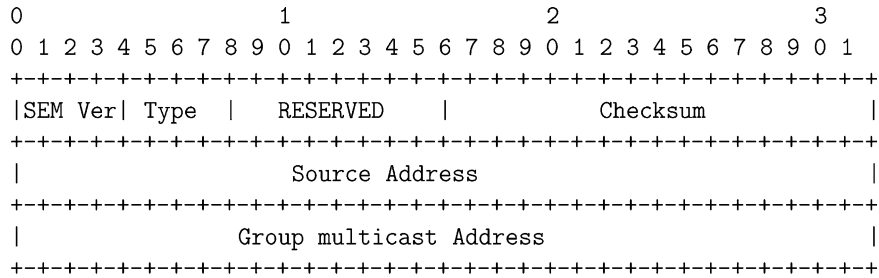 0                   1                   2                   3
0 1 2 3 4 5 6 7 8 9 0 1 2 3 4 5 6 7 8 9 0 1 2 3 4 5 6 7 8 9 0 1
+-+-+-+-+-+-+-+-+-+-+-+-+-+-+-+-+-+-+-+-+-+-+-+-+-+-+-+-+-+-+-+-+
|SEM Ver| Type  |   RESERVED    |           Checksum            |
+-+-+-+-+-+-+-+-+-+-+-+-+-+-+-+-+-+-+-+-+-+-+-+-+-+-+-+-+-+-+-+-+
|                    Source Address                             |
+-+-+-+-+-+-+-+-+-+-+-+-+-+-+-+-+-+-+-+-+-+-+-+-+-+-+-+-+-+-+-+-+
|                Group multicast Address                        |
+-+-+-+-+-+-+-+-+-+-+-+-+-+-+-+-+-+-+-+-+-+-+-+-+-+-+-+-+-+-+-+-+